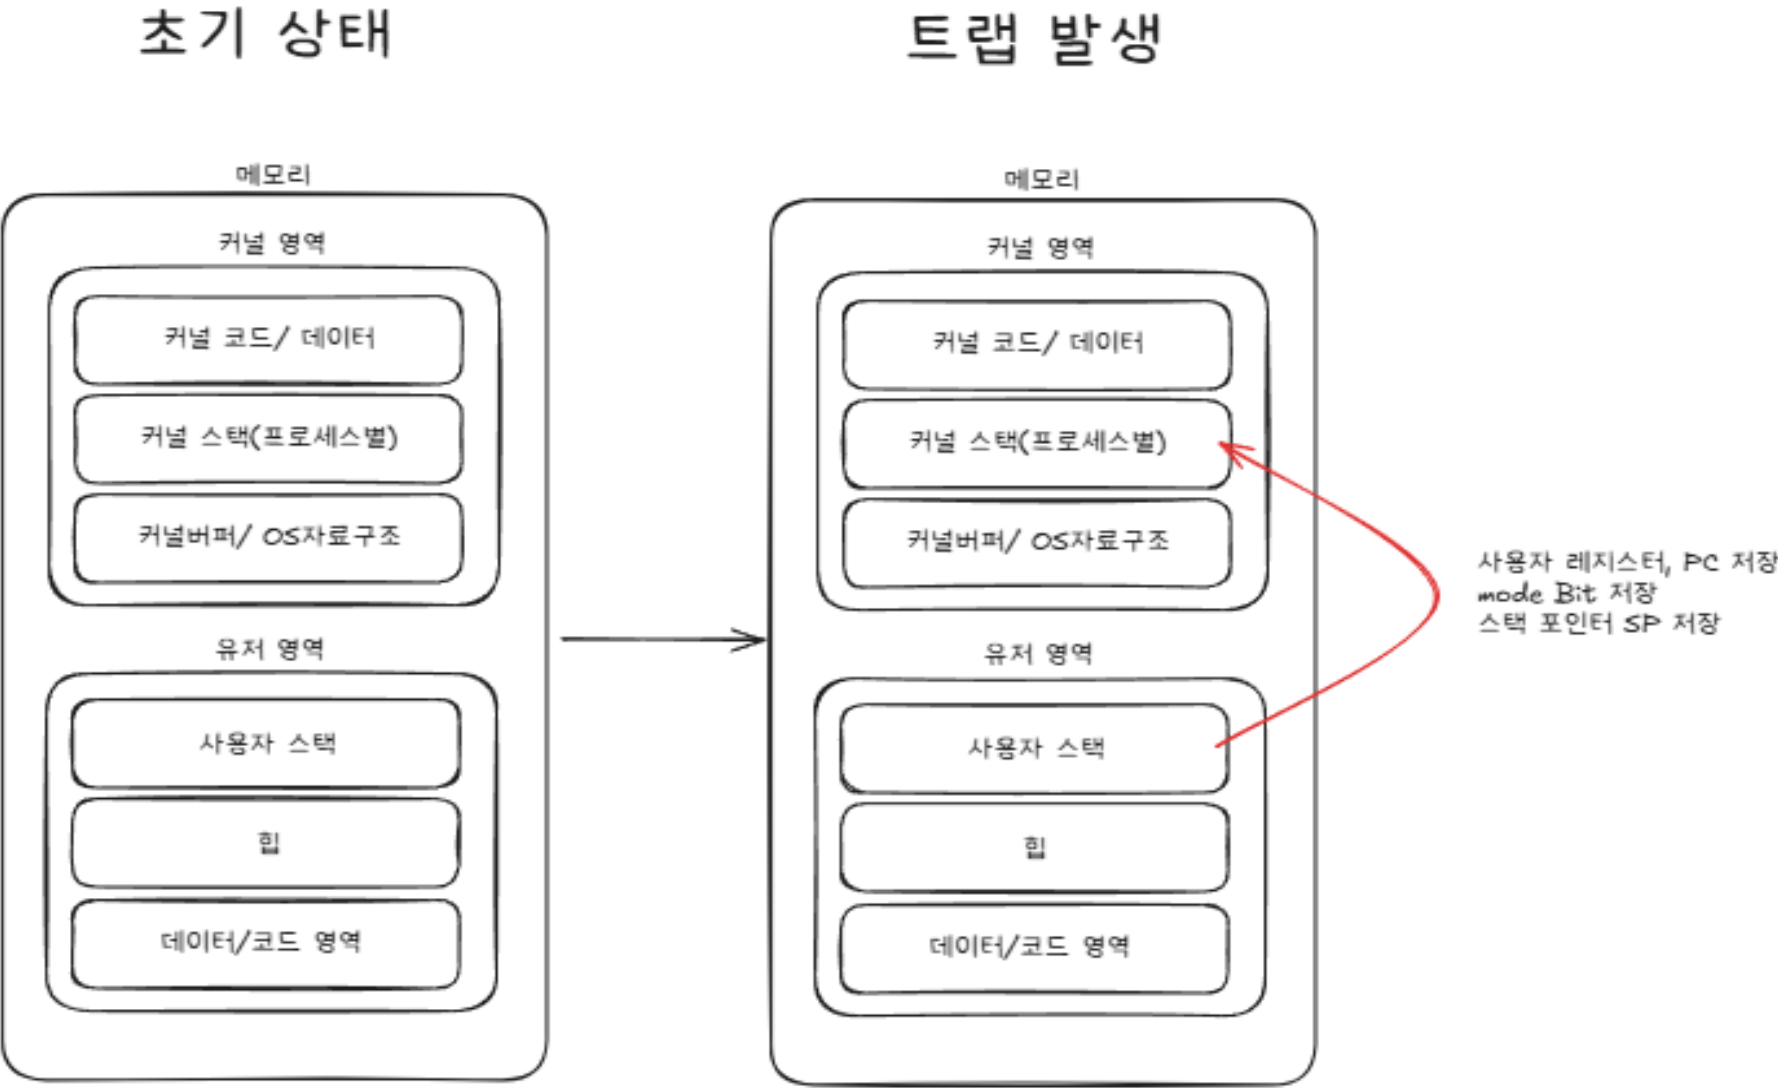 초기 상태
메모리
커널 영역
커널 코드/ 데이터
커널 스택(프로세스별)
커널버퍼/ OS자료구조
유저 영역
사용자 스택
힙
데이터/코드 영역
트랩 발생
메모리
커널 영역
커널 코드/ 데이터
커널 스택(프로세스별)
커널버퍼/ OS자료구조
유저 영역
사용자 스택
힙
데이터/코드 영역
사용자 레지스터, PC 저장
mode Bit 저장
스택 포인터 SP 저장